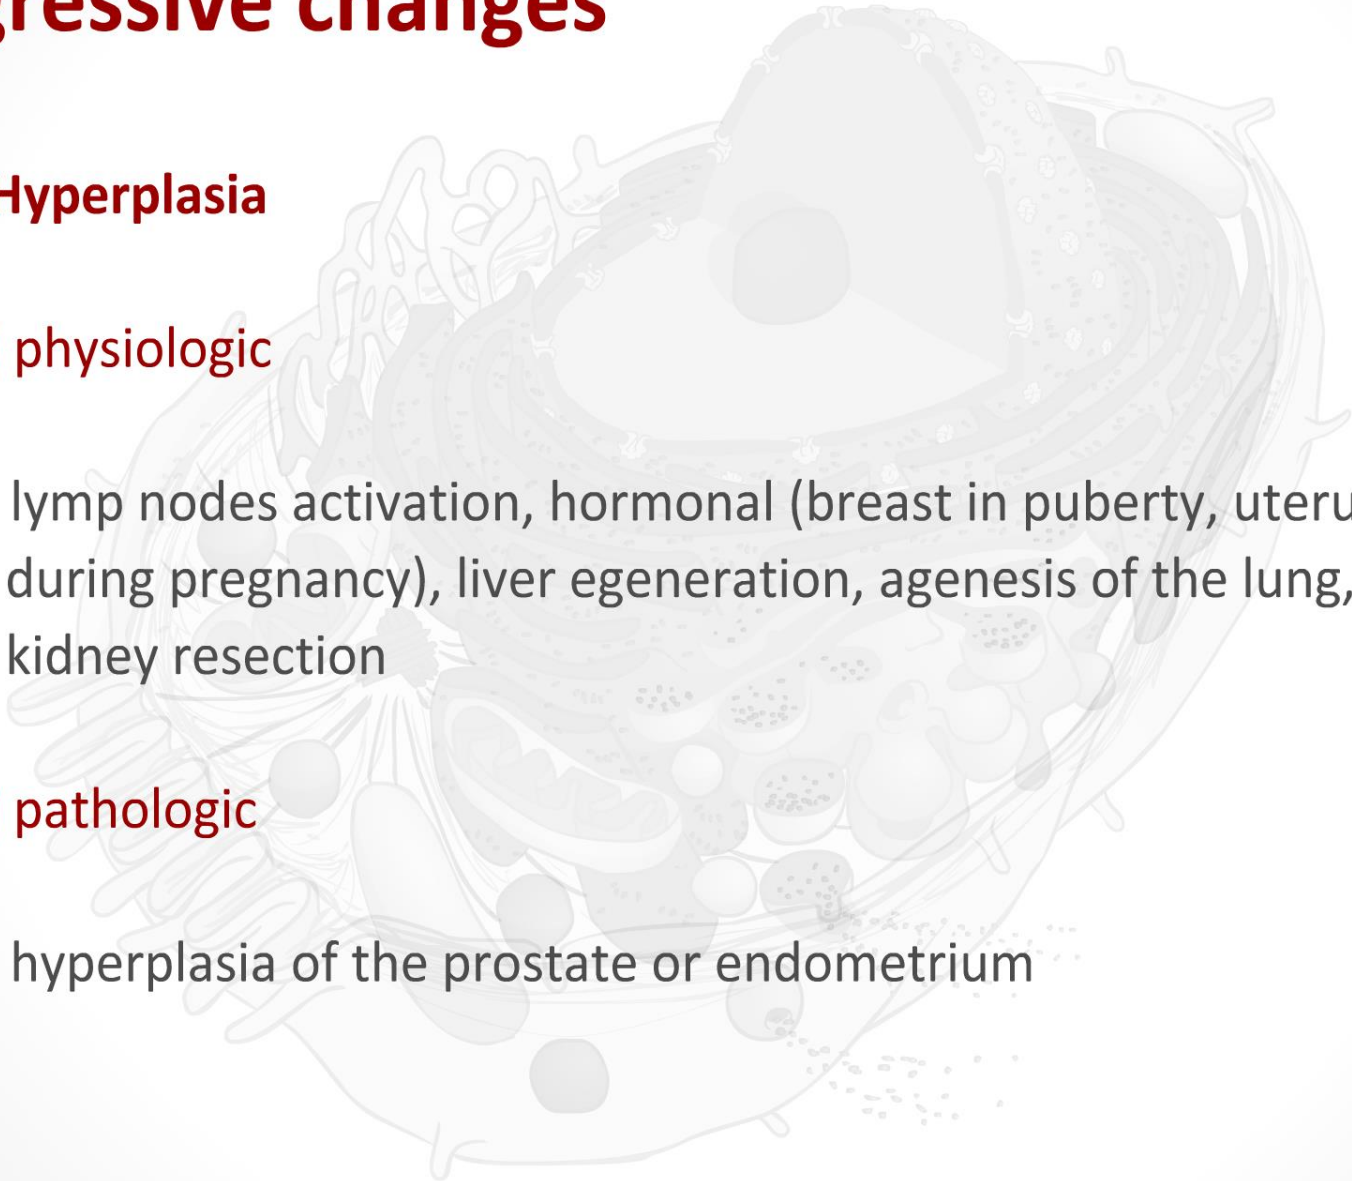 gressive changes
Hyperplasia
physiologic
lymp nodes activation, hormonal (breast in puberty, uteru
during pregnancy), liver egeneration, agenesis of the lung,
kidney resection
pathologic
hyperplasia of the prostate or endometrium